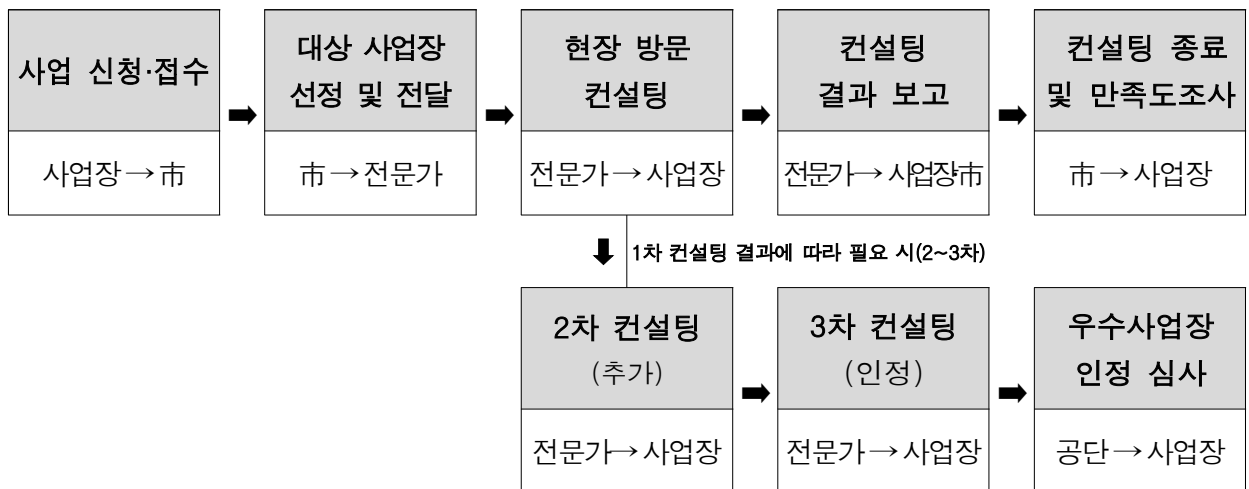 사업 신청·접수
사업장→市
대상 사업장
선정 및 전달
市→전문가
현장 방문
컨설팅
전문가→사업장
컨설팅
결과 보고
전문가→사업장·市
컨설팅 종료
및 만족도조사
市→사업장
1차 컨설팅 결과에 따라 필요 시(2~3차)
2차 컨설팅
(추가)
전문가→사업장
3차 컨설팅
(인정)
전문가→사업장
우수사업장
인정 심사
공단→사업장